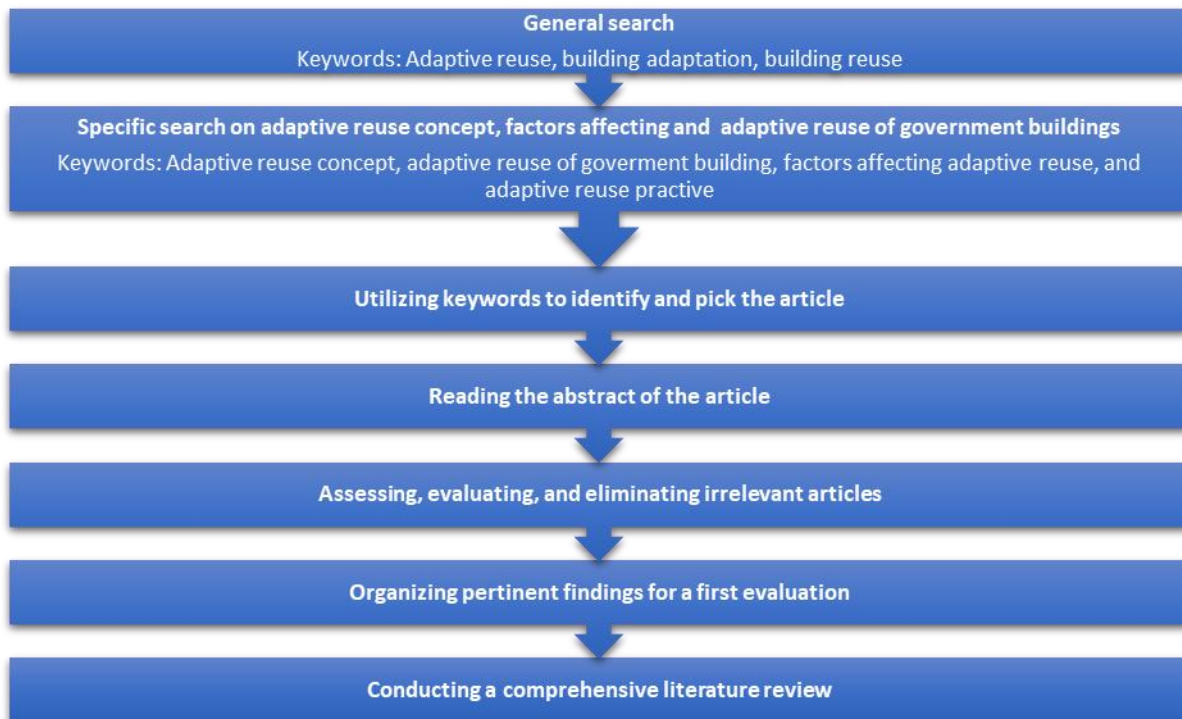 General search
Keywords: Adaptive reuse, building adaptation, building reuse
Specific search on adaptive reuse concept, factors affecting and adaptive reuse of government buildings
Keywords: Adaptive reuse concept, adaptive reuse of goverment building, factors affecting adaptive reuse, and
adaptive reuse practive
Utilizing keywords to identify and pick the article
Reading the abstract of the article
Assessing, evaluating, and eliminating irrelevant articles
Organizing pertinent findings for a first evaluation
Conducting a comprehensive literature review